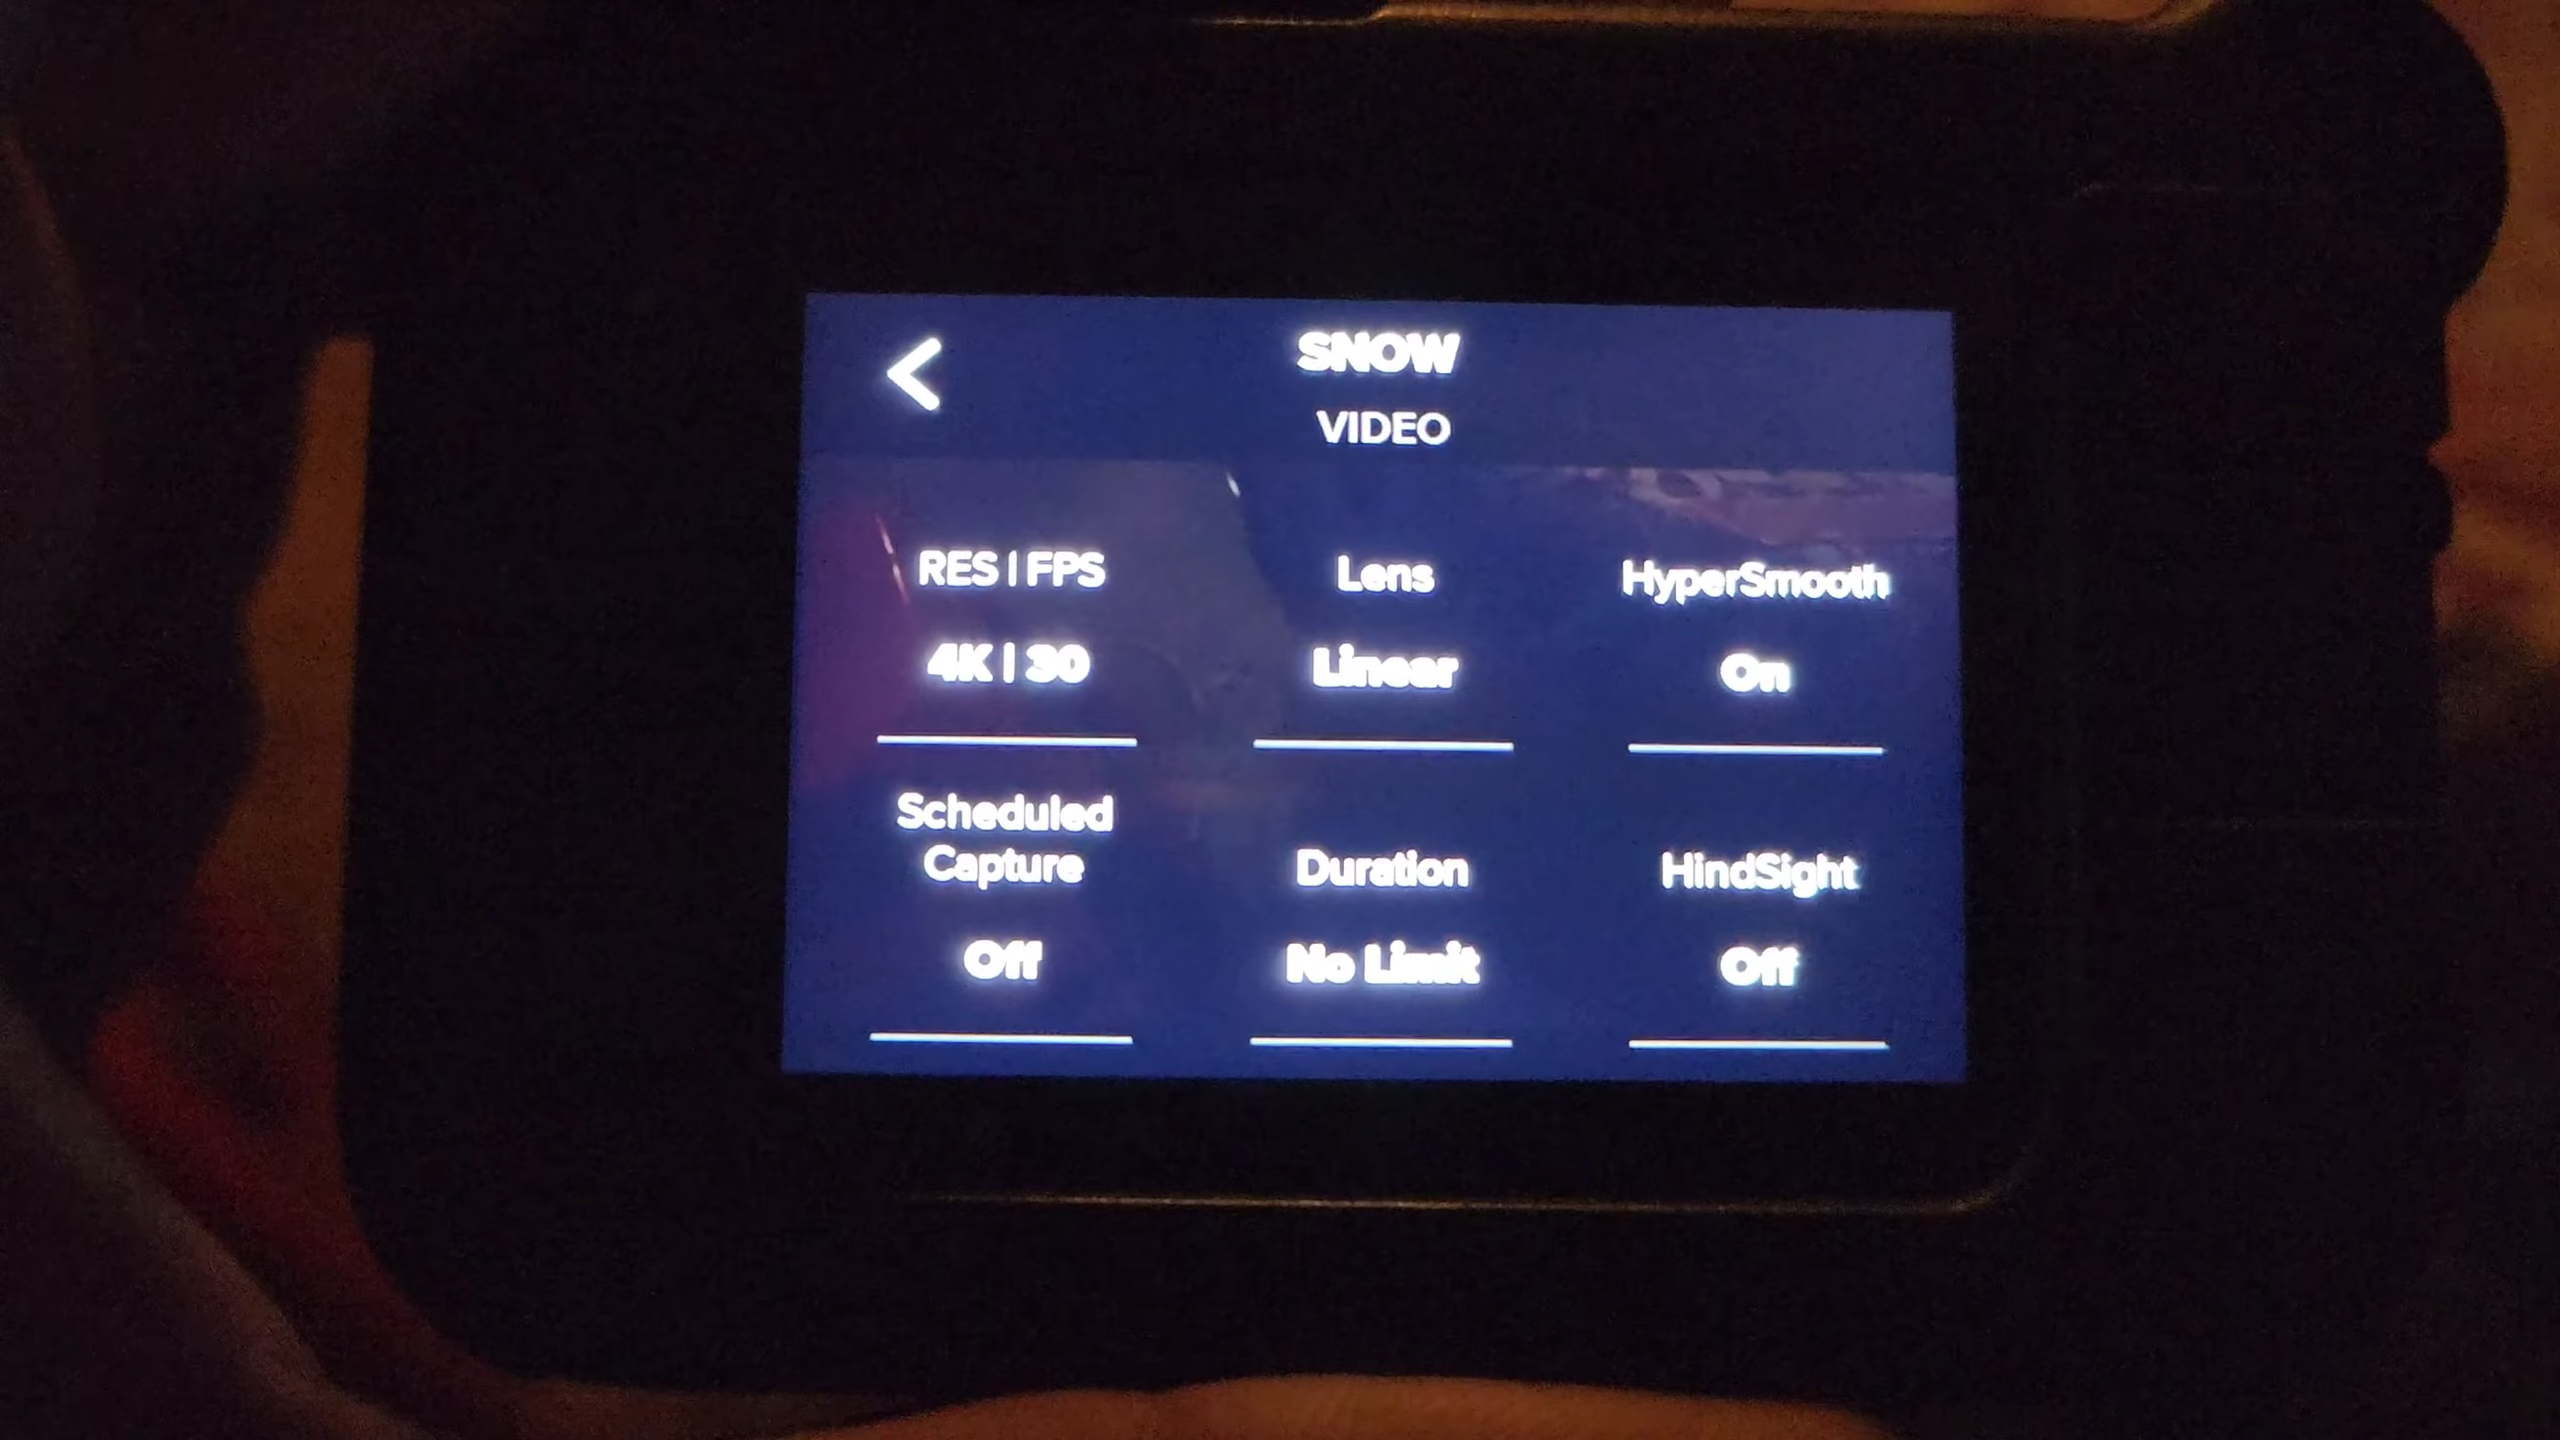 SNOW
VIDEO
RES | FPS
4K | 30
Lens
Linear
HyperSmooth
On
Scheduled
Capture
Off
Duration
No Limit
HindSight
Off